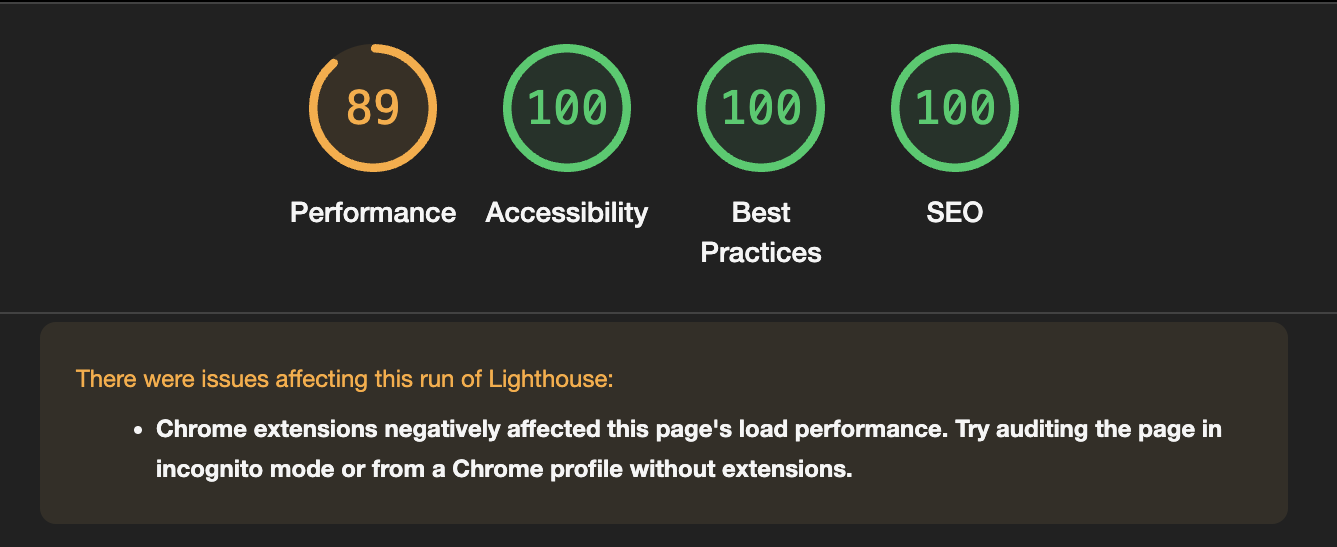 89
100
100
100
Performance
Accessibility
Best
Practices
SEO
There were issues affecting this run of Lighthouse:
• Chrome extensions negatively affected this page's load performance. Try auditing the page in
incognito mode or from a Chrome profile without extensions.